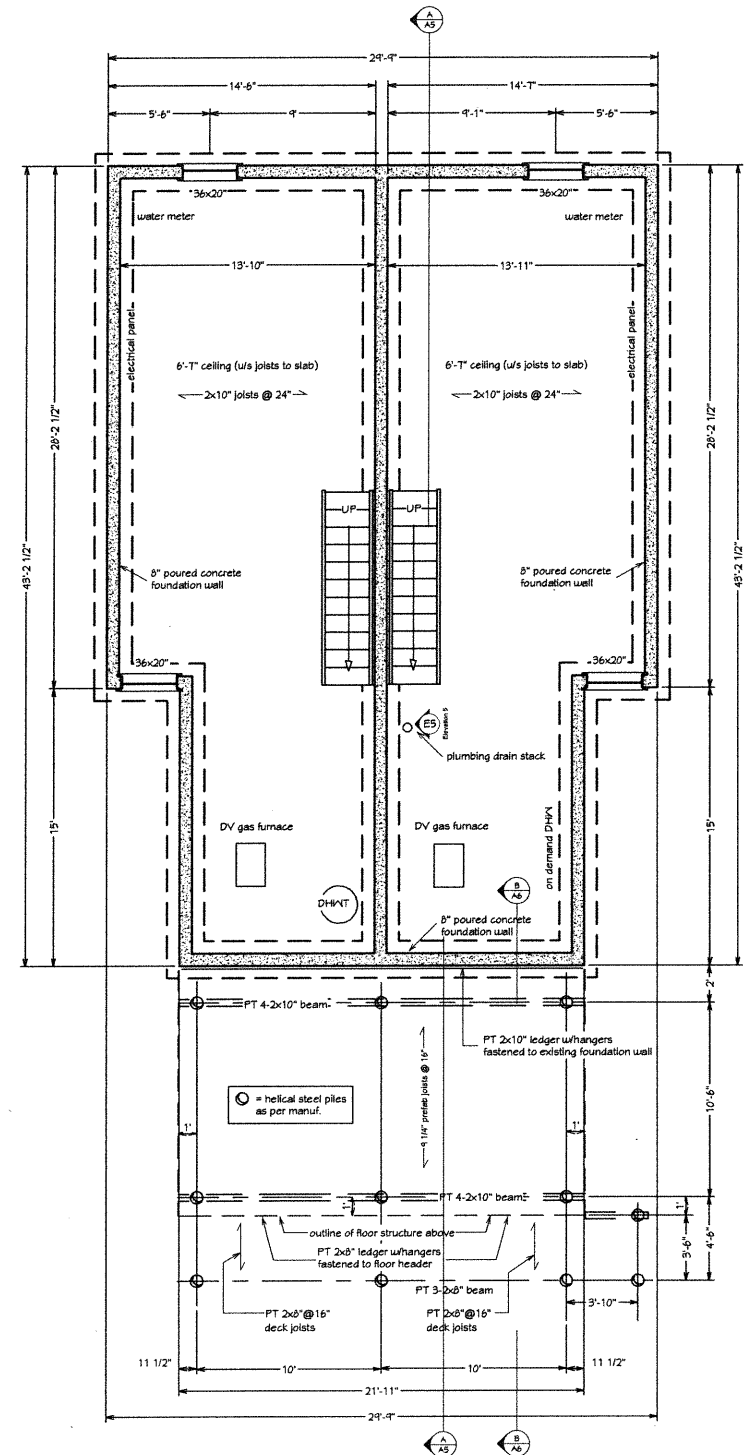 A
A5
29'-9"
14'-6"
14'-7"
5'-6"
9'
9'-1"
5'-6"
36x20"
36x20"
water meter
water meter
13'-10"
13'-11"
electrical panel
electrical panel
6'-7" ceiling (u/s joists to slab)
6'-7" ceiling (u/s joists to slab)
2x10" joists @ 24"
2x10" joists @ 24"
28'-2 1/2"
28'-2 1/2"
43'-2 1/2"
43'-2 1/2"
UP
UP
8" poured concrete
foundation wall
8" poured concrete
foundation wall
36x20"
36x20"
E5
Elevation 5
plumbing drain stack
15'
15'
DV gas furnace
DV gas furnace
on demand DHW
DHWT
B
A6
8" poured concrete
foundation wall
2'
PT 4-2x10" beam
PT 2x10" ledger w/hangers
fastened to existing foundation wall
9 1/4" prefab joists @ 16"
10'-6"
= helical steel piles
as per manuf.
1'
1'
PT 4-2x10" beam
1'
1'
outline of floor structure above
PT 2x8" ledger w/hangers
fastened to floor header
3'-6"
4'-6"
PT 3-2x8" beam
3'-10"
PT 2x8"@16"
deck joists
PT 2x8"@16"
deck joists
11 1/2"
10'
10'
11 1/2"
21'-11"
29'-9"
A
A5
B
A6